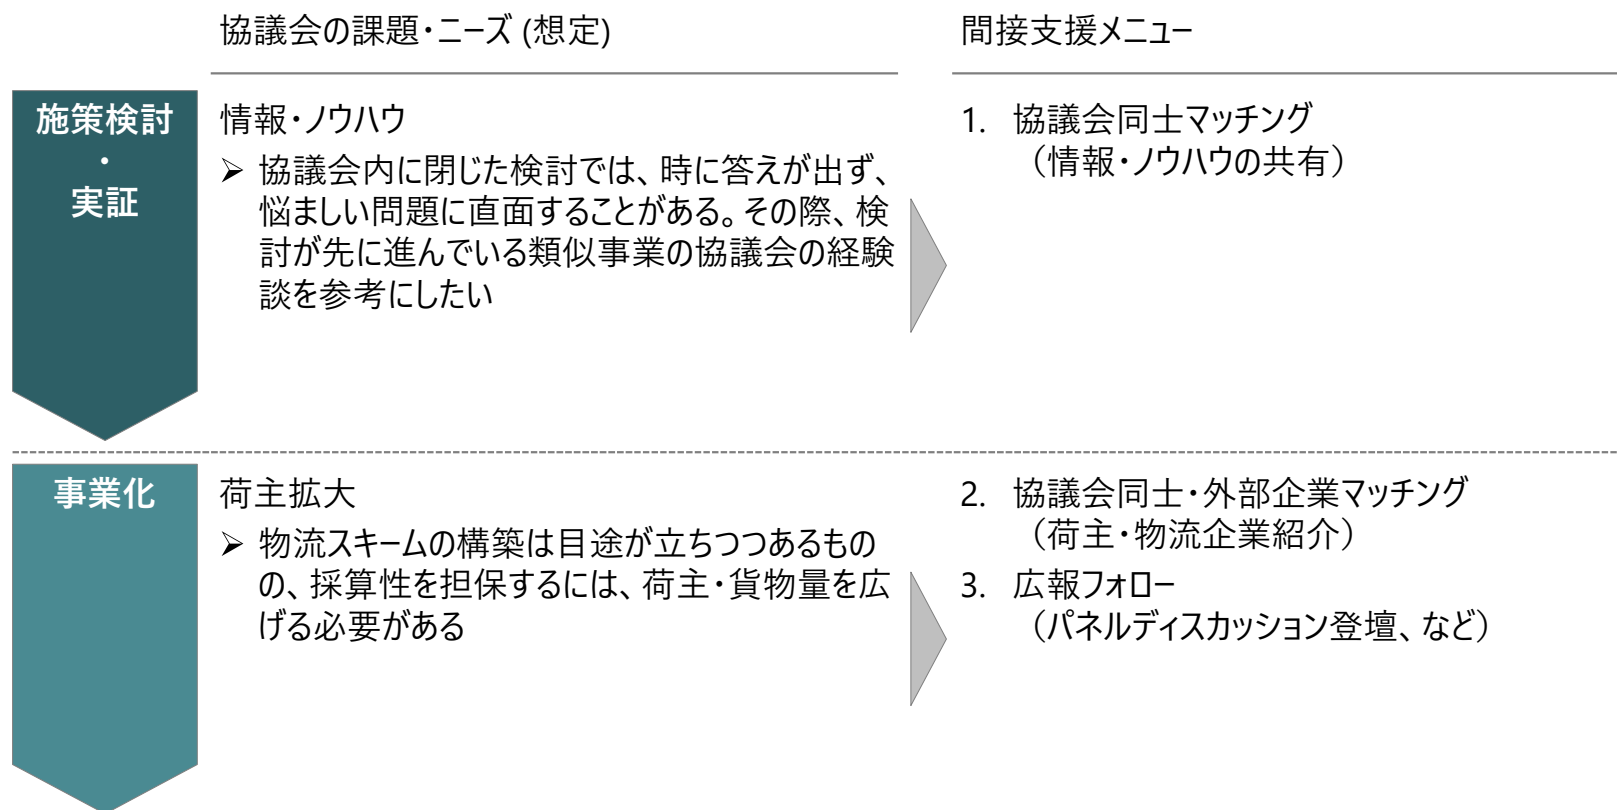 協議会の課題・ニーズ (想定)
間接支援メニュー
施策検討
・
実証
情報・ノウハウ
➢ 協議会内に閉じた検討では、時に答えが出ず、
悩ましい問題に直面することがある。その際、検
討が先に進んでいる類似事業の協議会の経験
談を参考にしたい
1. 協議会同士マッチング
（情報・ノウハウの共有）
事業化
荷主拡大
➢ 物流スキームの構築は目途が立ちつつあるもの
の、採算性を担保するには、荷主・貨物量を広
げる必要がある
2. 協議会同士・外部企業マッチング
（荷主・物流企業紹介）
3. 広報フォロー
（パネルディスカッション登壇、など）